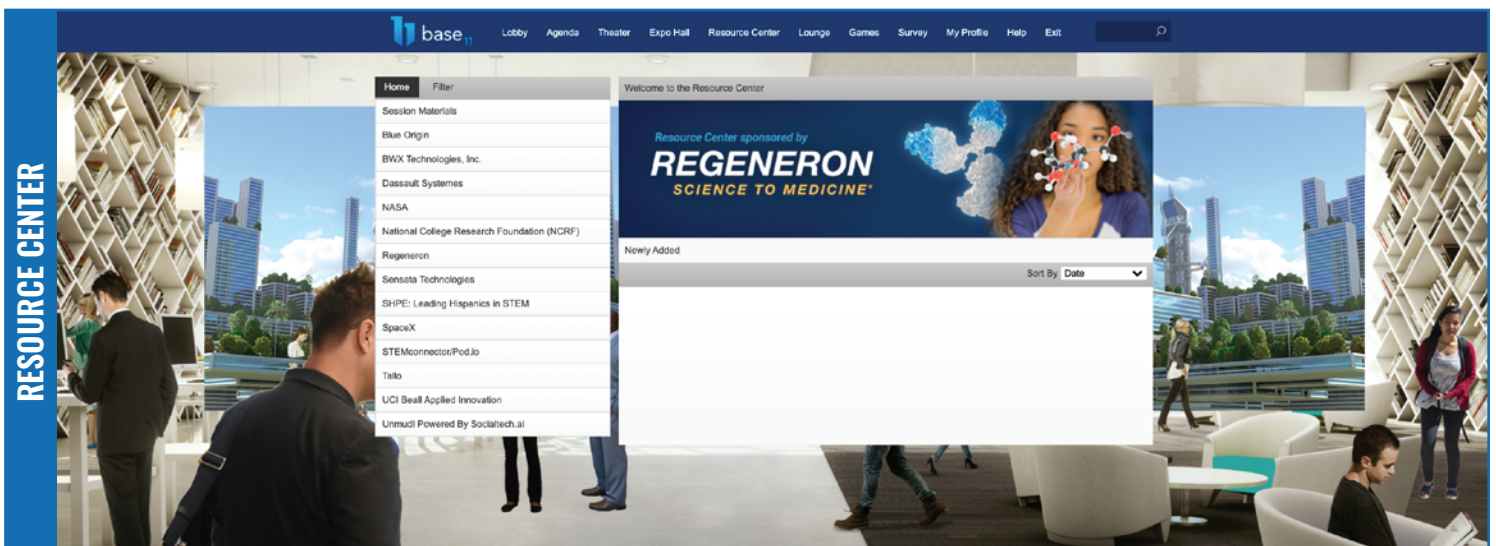 RESOURCE CENTER
base11
Lobby Agenda Theater Expo Hall Resource Center Lounge Games Survey My Profile Help Exit
Home Filter
Session Materials
Blue Origin
BWX Technologies, Inc.
Dassault Systemes
NASA
National College Research Foundation (NCRF)
Regeneron
Sensata Technologies
SHPE: Leading Hispanics in STEM
SpaceX
STEMconnector/Pod.io
Tallo
UCI Beall Applied Innovation
Unmudl Powered By Socialtech.ai
Welcome to the Resource Center
Resource Center sponsored by
REGENERON
SCIENCE TO MEDICINE®
Newly Added
Sort By Date